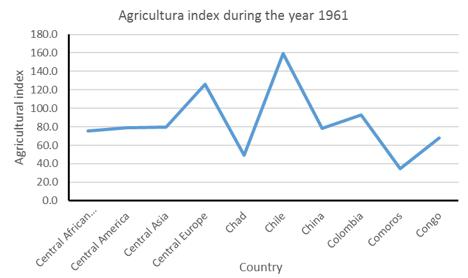 Agricultura index during the year 1961
180.0
160.0
140.0
120.0
100.0
80.0
60.0
40.0
20.0
0.0
Agricultural index
Central African...
Central America
Central Asia
Central Europe
Chad
Chile
China
Colombia
Comoros
Congo
Country